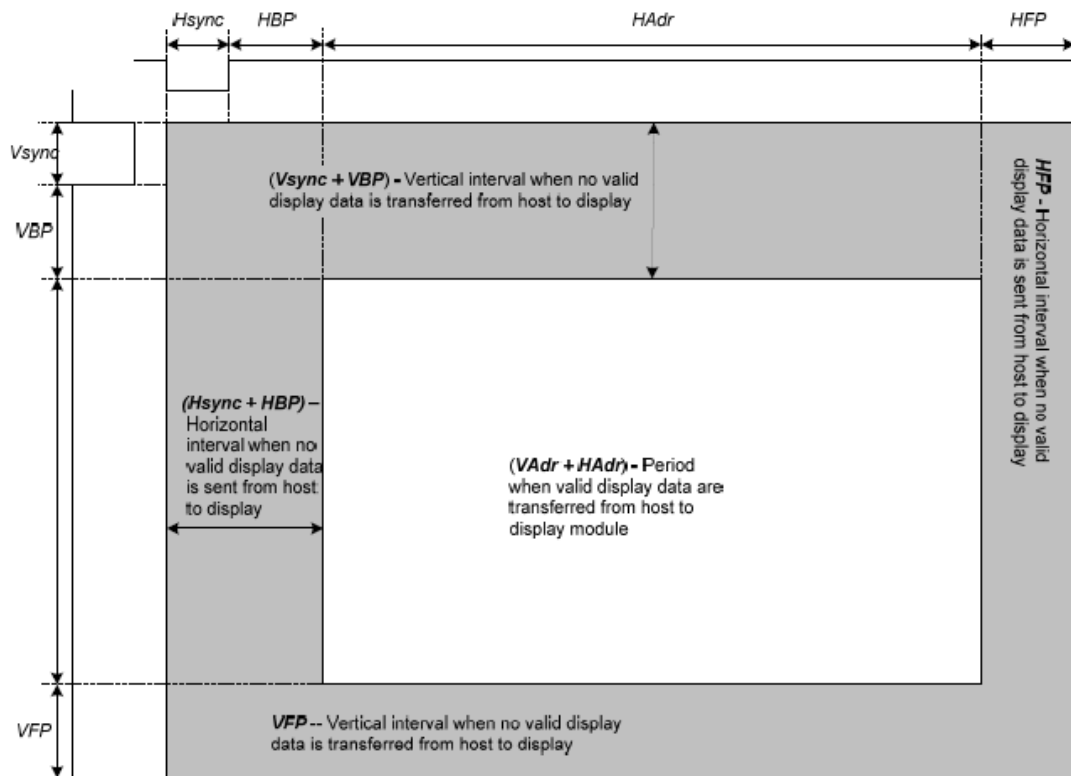 Hsync HBP HAdr HFP
Vsync
(Vsync + VBP) - Vertical interval when no valid
display data is transferred from host to display
VBP
HFP - Horizontal interval when no valid
display data is sent from host to display
(Hsync + HBP) –
Horizontal
interval when no
valid display data
is sent from host
to display
(VAdr + HAdr) - Period
when valid display data are
transferred from host to
display module
VFP
VFP -- Vertical interval when no valid display
data is transferred from host to display